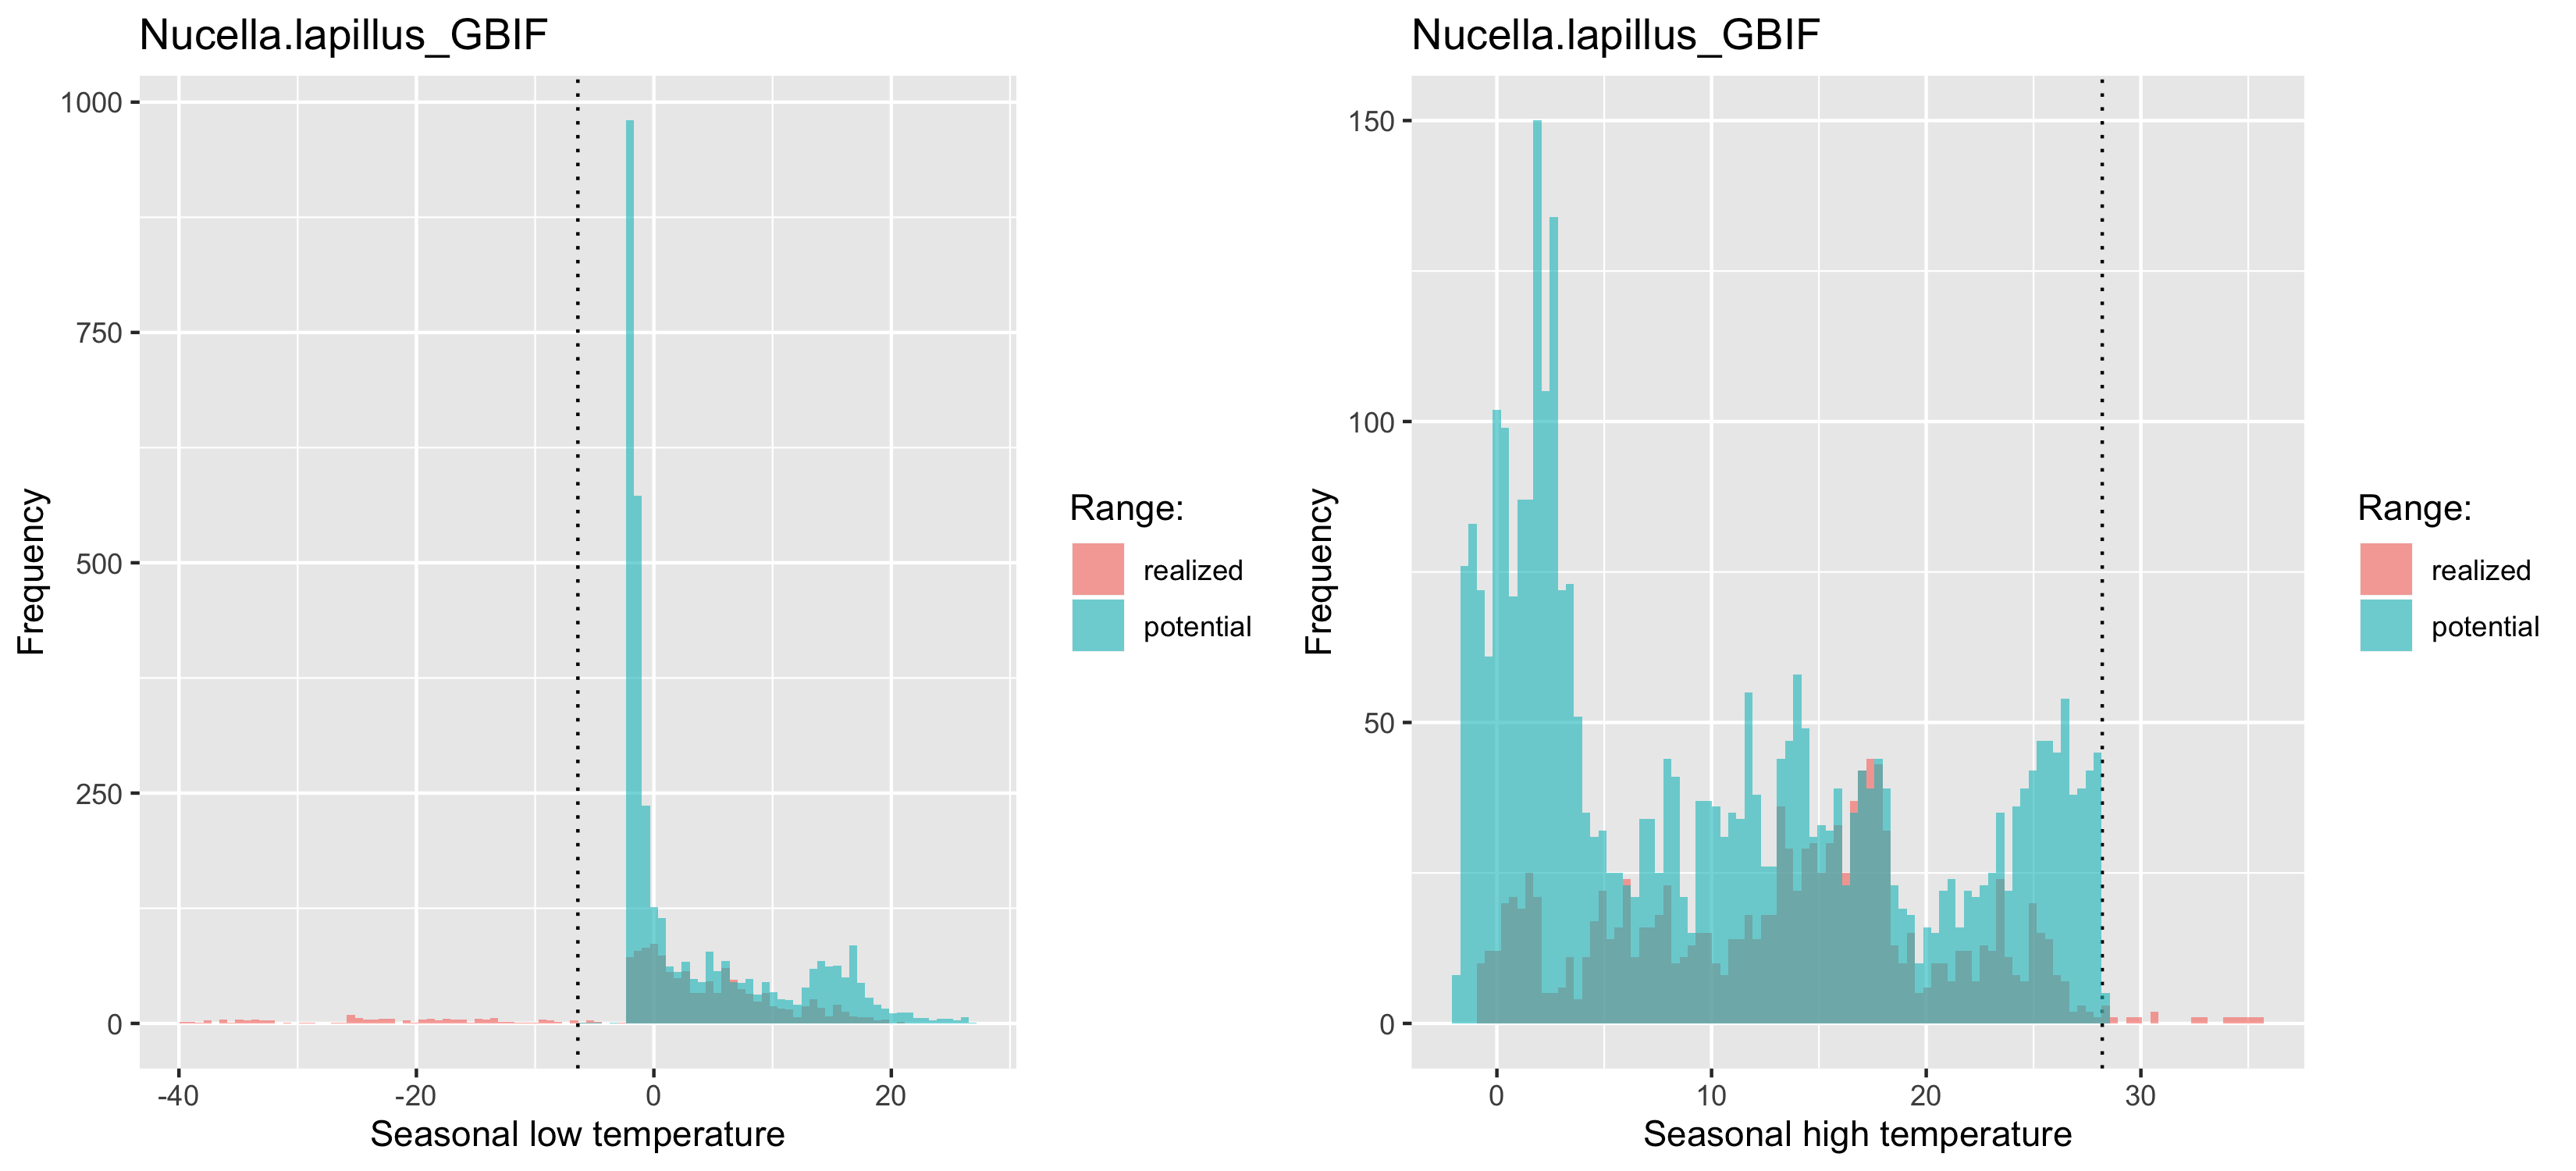 Nucella.lapillus_GBIF
1000
750
500
250
0
Frequency
-40
-20
0
20
Seasonal low temperature
Range:
realized
potential
Nucella.lapillus_GBIF
150
100
50
0
Frequency
0
10
20
30
Seasonal high temperature
Range:
realized
potential